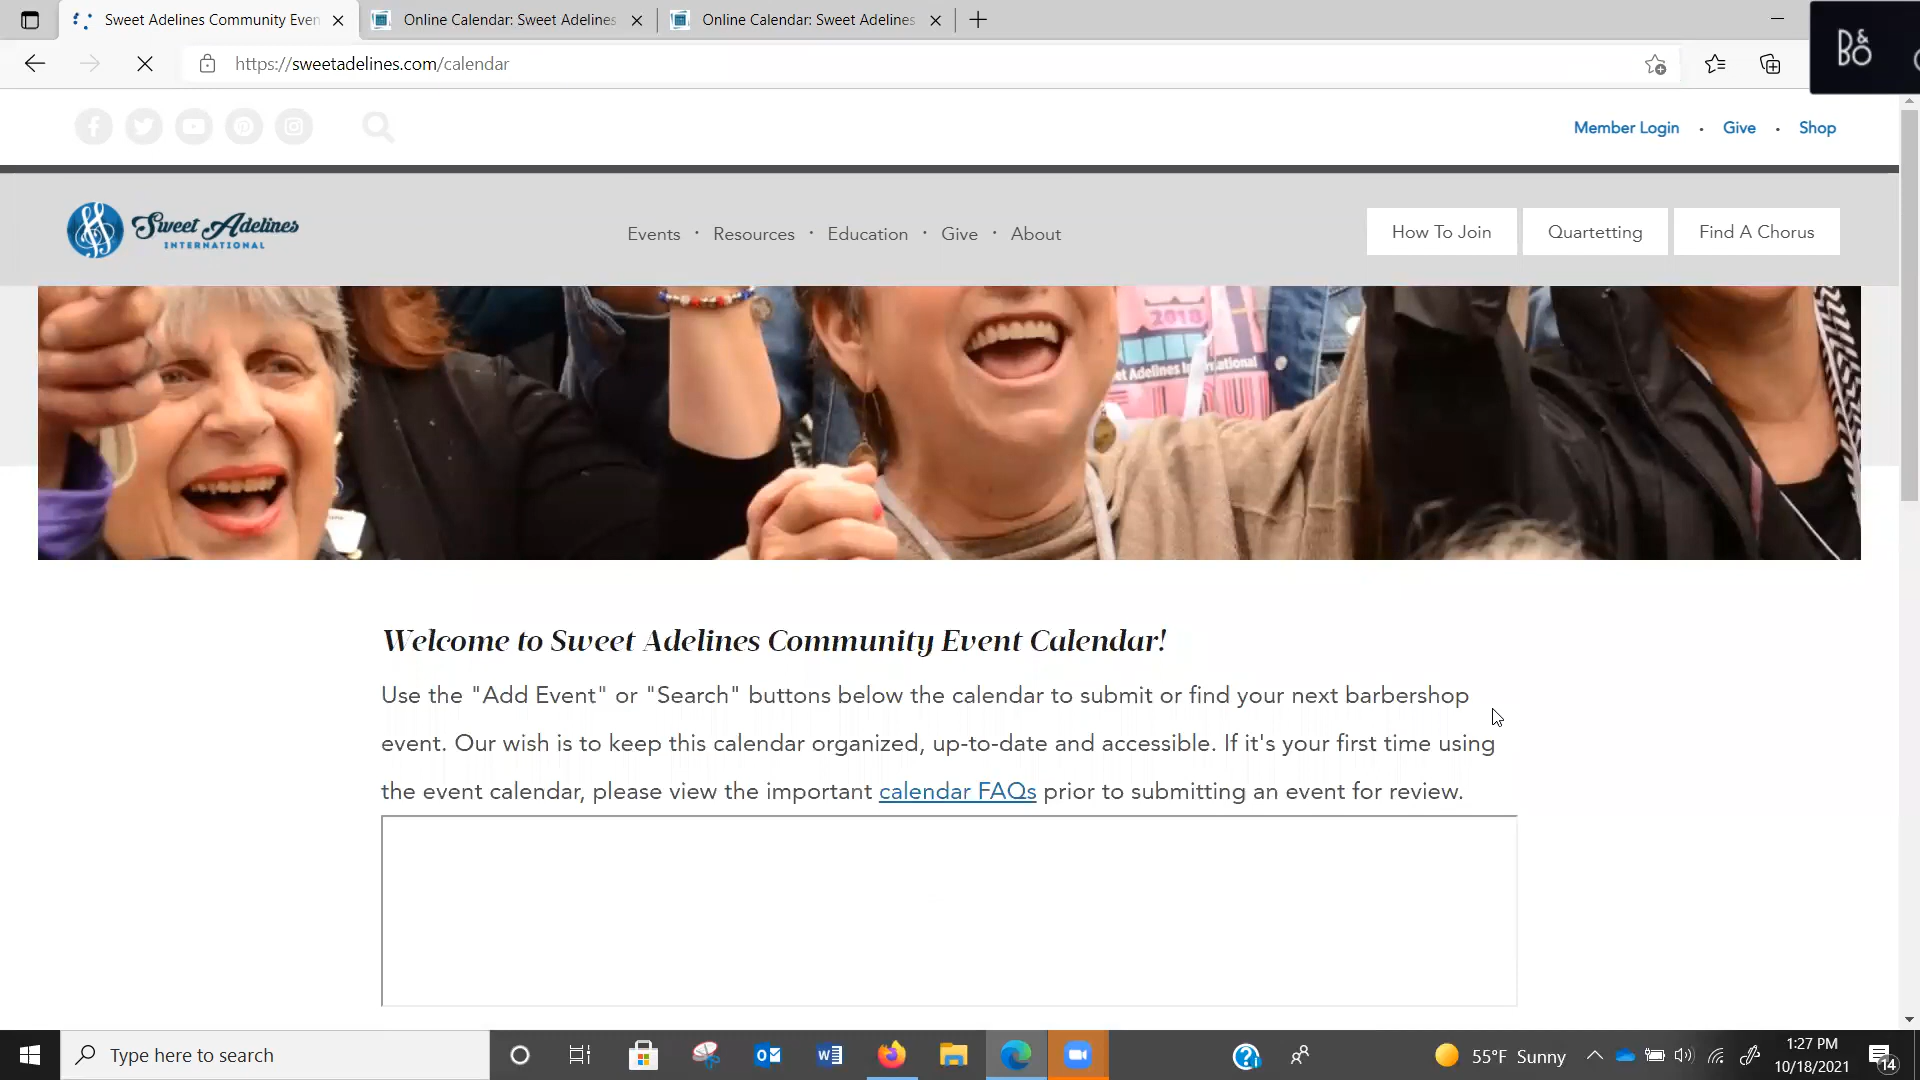 Sweet Adelines Community Even
Online Calendar: Sweet Adelines
Online Calendar: Sweet Adelines
https://sweetadelines.com/calendar
B&O
Member Login · Give · Shop
Sweet Adelines
INTERNATIONAL
Events · Resources · Education · Give · About
How To Join
Quartetting
Find A Chorus
2018
et Adelines International
Welcome to Sweet Adelines Community Event Calendar!
Use the "Add Event" or "Search" buttons below the calendar to submit or find your next barbershop
event. Our wish is to keep this calendar organized, up-to-date and accessible. If it's your first time using
the event calendar, please view the important calendar FAQs prior to submitting an event for review.
Type here to search
55°F Sunny
1:27 PM
10/18/2021
14